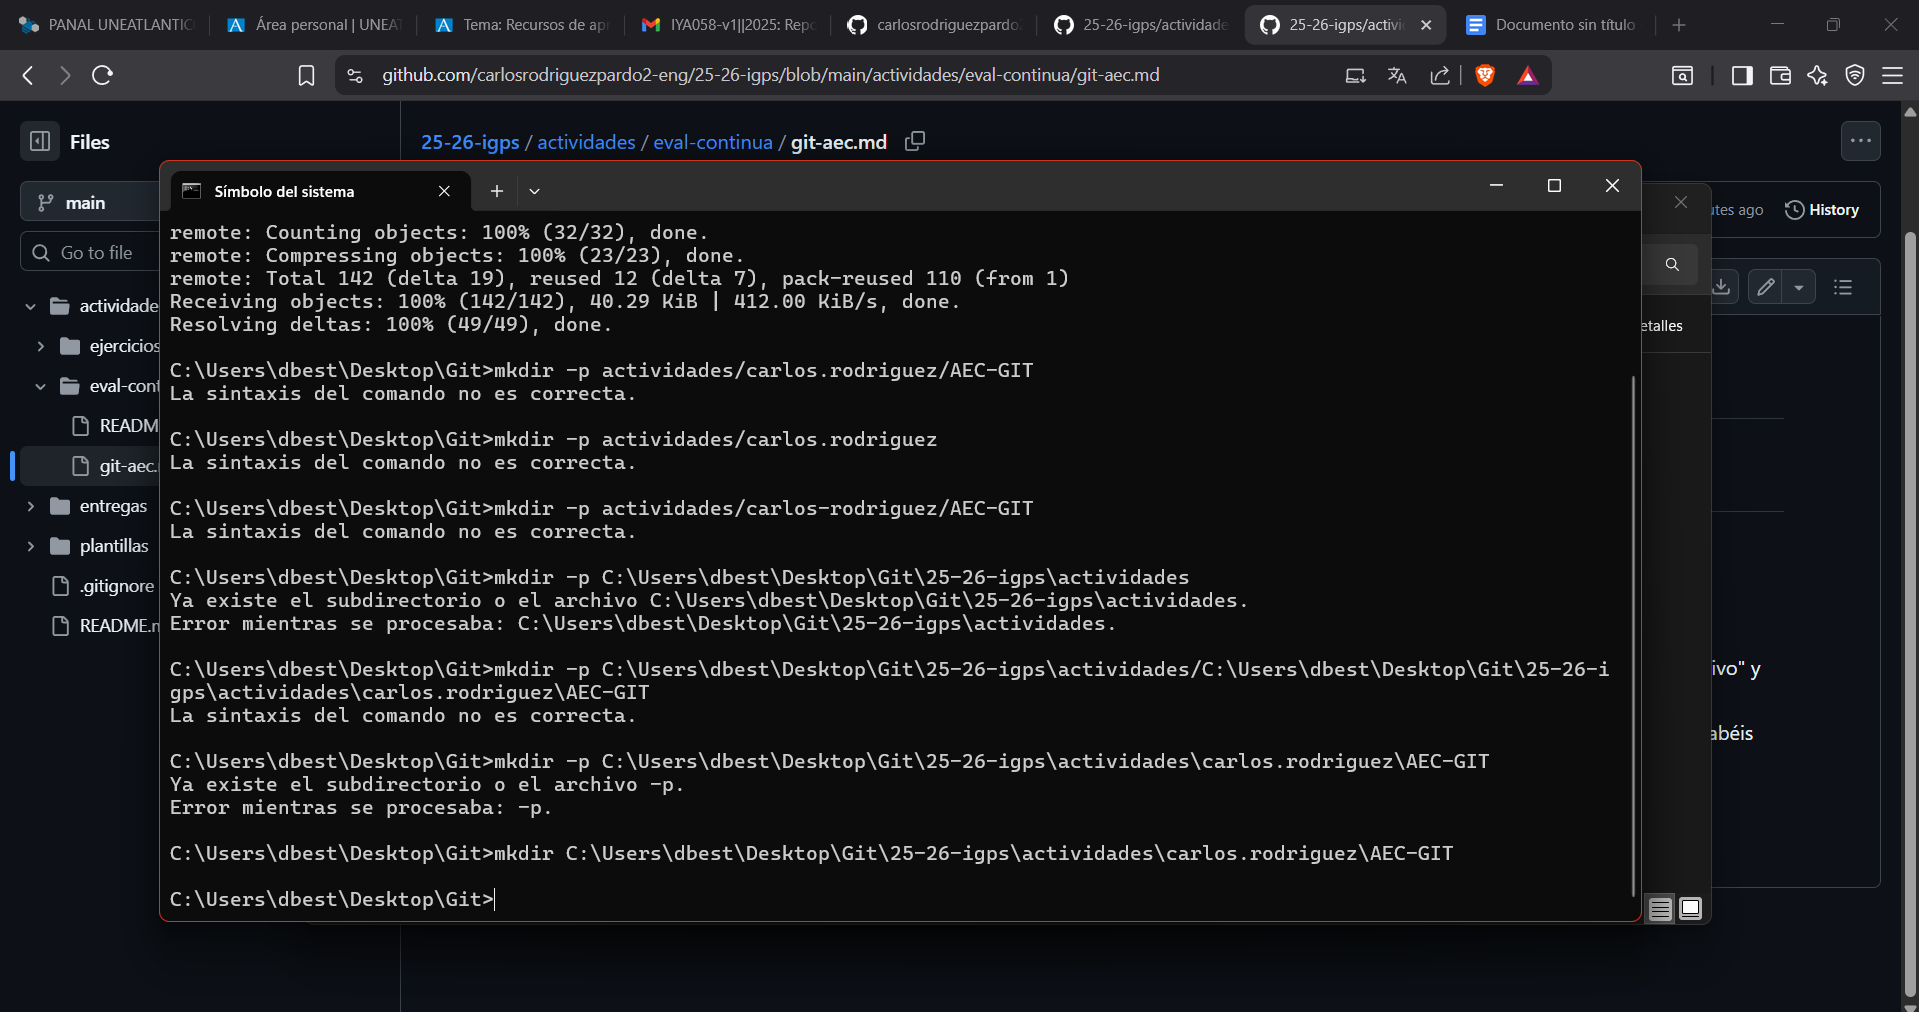 PANAL UNEATLANTIC
Área personal | UNEAT
Tema: Recursos de ap
IYA058-v1||2025: Rep
carlosrodriguezpardo
25-26-igps/actividade
25-26-igps/activi
Documento sin título
github.com/carlosrodriguezpardo2-eng/25-26-igps/blob/main/actividades/eval-continua/git-aec.md
Files
25-26-igps / actividades / eval-continua / git-aec.md
main
Go to file
actividade
ejercicios
eval-cont
READM
git-aec.
entregas
plantillas
.gitignore
README.m
Símbolo del sistema
remote: Counting objects: 100% (32/32), done.
remote: Compressing objects: 100% (23/23), done.
remote: Total 142 (delta 19), reused 12 (delta 7), pack-reused 110 (from 1)
Receiving objects: 100% (142/142), 40.29 KiB | 412.00 KiB/s, done.
Resolving deltas: 100% (49/49), done.
C:\Users\dbest\Desktop\Git>mkdir -p actividades/carlos.rodriguez/AEC-GIT
La sintaxis del comando no es correcta.
C:\Users\dbest\Desktop\Git>mkdir -p actividades/carlos.rodriguez
La sintaxis del comando no es correcta.
C:\Users\dbest\Desktop\Git>mkdir -p actividades/carlos-rodriguez/AEC-GIT
La sintaxis del comando no es correcta.
C:\Users\dbest\Desktop\Git>mkdir -p C:\Users\dbest\Desktop\Git\25-26-igps\actividades
Ya existe el subdirectorio o el archivo C:\Users\dbest\Desktop\Git\25-26-igps\actividades.
Error mientras se procesaba: C:\Users\dbest\Desktop\Git\25-26-igps\actividades.
C:\Users\dbest\Desktop\Git>mkdir -p C:\Users\dbest\Desktop\Git\25-26-igps\actividades/C:\Users\dbest\Desktop\Git\25-26-i
gps\actividades\carlos.rodriguez\AEC-GIT
La sintaxis del comando no es correcta.
C:\Users\dbest\Desktop\Git>mkdir -p C:\Users\dbest\Desktop\Git\25-26-igps\actividades\carlos.rodriguez\AEC-GIT
Ya existe el subdirectorio o el archivo -p.
Error mientras se procesaba: -p.
C:\Users\dbest\Desktop\Git>mkdir C:\Users\dbest\Desktop\Git\25-26-igps\actividades\carlos.rodriguez\AEC-GIT
C:\Users\dbest\Desktop\Git>
utes ago
History
etalles
ivo" y
abéis